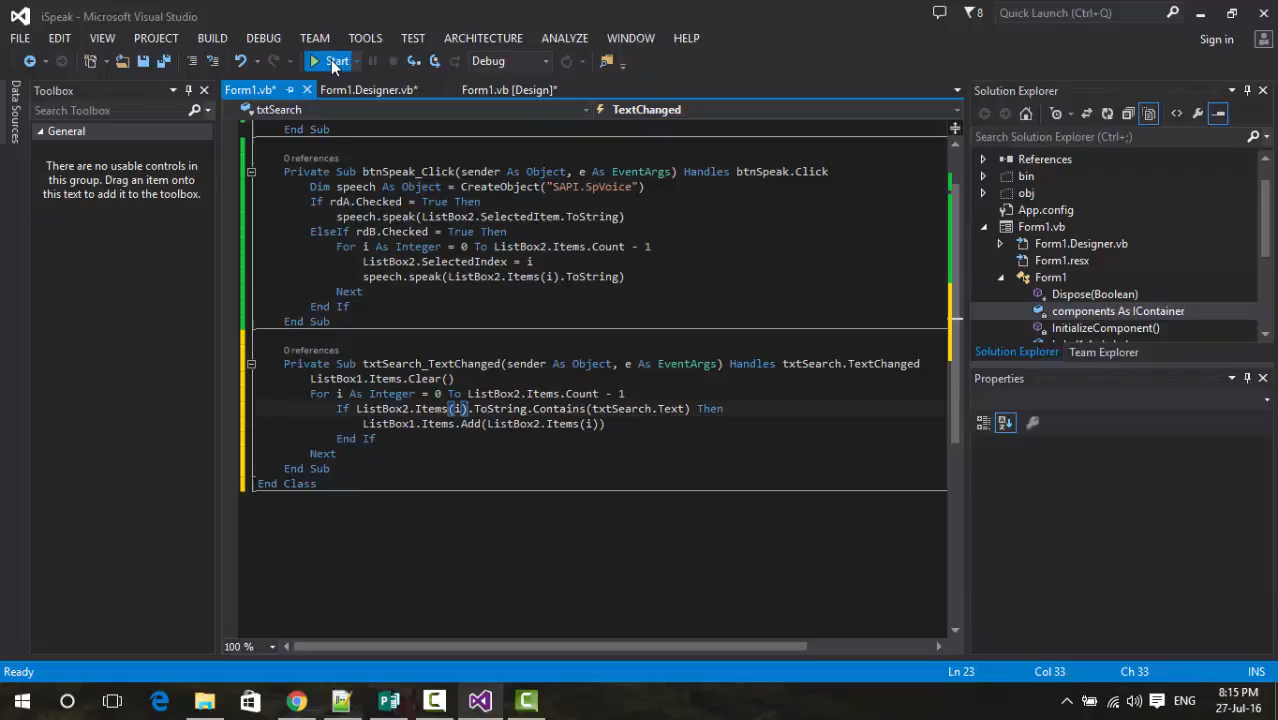 iSpeak - Microsoft Visual Studio
8
Quick Launch (Ctrl+Q)
FILE EDIT VIEW PROJECT BUILD DEBUG TEAM TOOLS TEST ARCHITECTURE ANALYZE WINDOW HELP
Sign in
Start
Debug
Data Sources
Toolbox
Search Toolbox
General
There are no usable controls in
this group. Drag an item onto
this text to add it to the toolbox.
Form1.vb*
Form1.Designer.vb*
Form1.vb [Design]*
txtSearch
TextChanged
End Sub
0 references
Private Sub btnSpeak_Click(sender As Object, e As EventArgs) Handles btnSpeak.Click
Dim speech As Object = CreateObject("SAPI.SpVoice")
If rdA.Checked = True Then
speech.speak(ListBox2.SelectedItem.ToString)
ElseIf rdB.Checked = True Then
For i As Integer = 0 To ListBox2.Items.Count - 1
ListBox2.SelectedIndex = i
speech.speak(ListBox2.Items(i).ToString)
Next
End If
End Sub
0 references
Private Sub txtSearch_TextChanged(sender As Object, e As EventArgs) Handles txtSearch.TextChanged
ListBox1.Items.Clear()
For i As Integer = 0 To ListBox2.Items.Count - 1
If ListBox2.Items(i).ToString.Contains(txtSearch.Text) Then
ListBox1.Items.Add(ListBox2.Items(i))
End If
Next
End Sub
End Class
100 %
Solution Explorer
Search Solution Explorer (Ctrl+;)
References
bin
obj
App.config
Form1.vb
Form1.Designer.vb
Form1.resx
Form1
Dispose(Boolean)
components As IContainer
InitializeComponent()
Solution Explorer
Team Explorer
Properties
Ready
Ln 23
Col 33
Ch 33
INS
ENG
8:15 PM
27-Jul-16